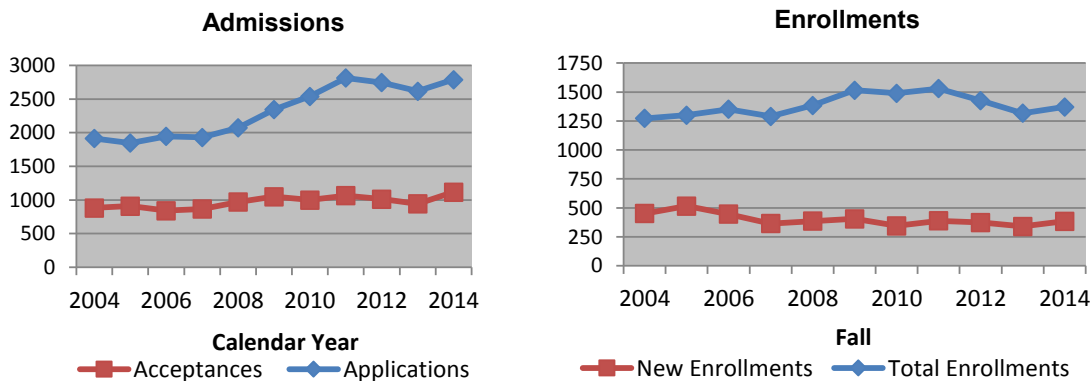 Admissions
3000
2500
2000
1500
1000
500
0
2004 2006 2008 2010 2012 2014
Calendar Year
Acceptances Applications
Enrollments
1750
1500
1250
1000
750
500
250
0
2004 2006 2008 2010 2012 2014
Fall
New Enrollments Total Enrollments